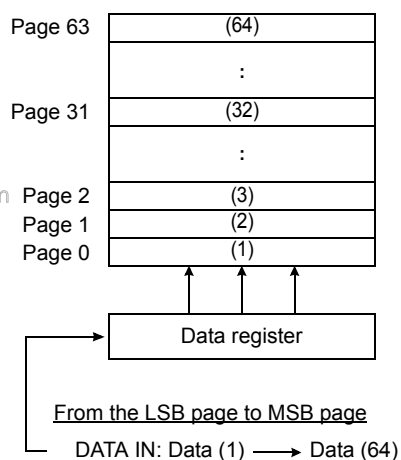 Page 63 (64)
:
Page 31 (32)
:
Page 2 (3)
Page 1 (2)
Page 0 (1)
Data register
From the LSB page to MSB page
DATA IN: Data (1) Data (64)